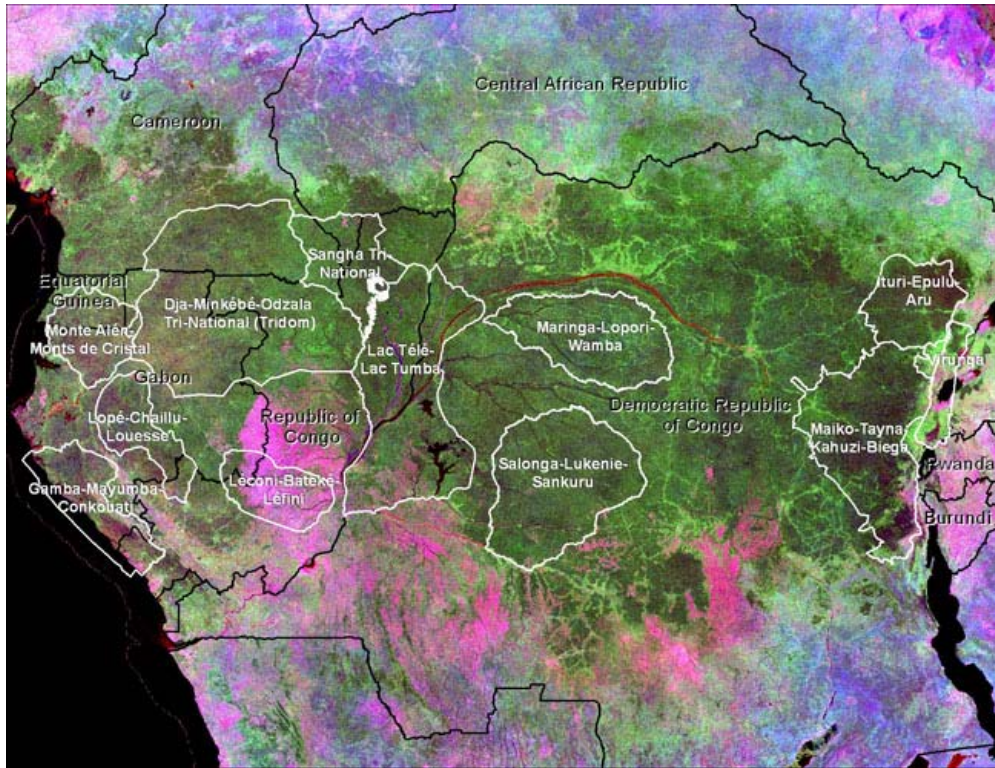 Central African Republic
Cameroon
Sangha Tri
National
Equatorial
Guinea
Dja-Minkébé-Odzala
Tri-National (Tridom)
Ituri-Epulu-
Aru
Monte Alén-
Monts de Cristal
Maringa-Lopori-
Wamba
Lac Télé-
Lac Tumba
Virunga
Gabon
Lopé-Chaillu-
Louesse
Republic of
Congo
Democratic Republic
of Congo
Maiko-Tayna-
Kahuzi-Biega
Salonga-Lukenie-
Sankuru
Rwanda
Gamba-Mayumba-
Conkouati
Léconi-Batéké-
Léfini
Burundi